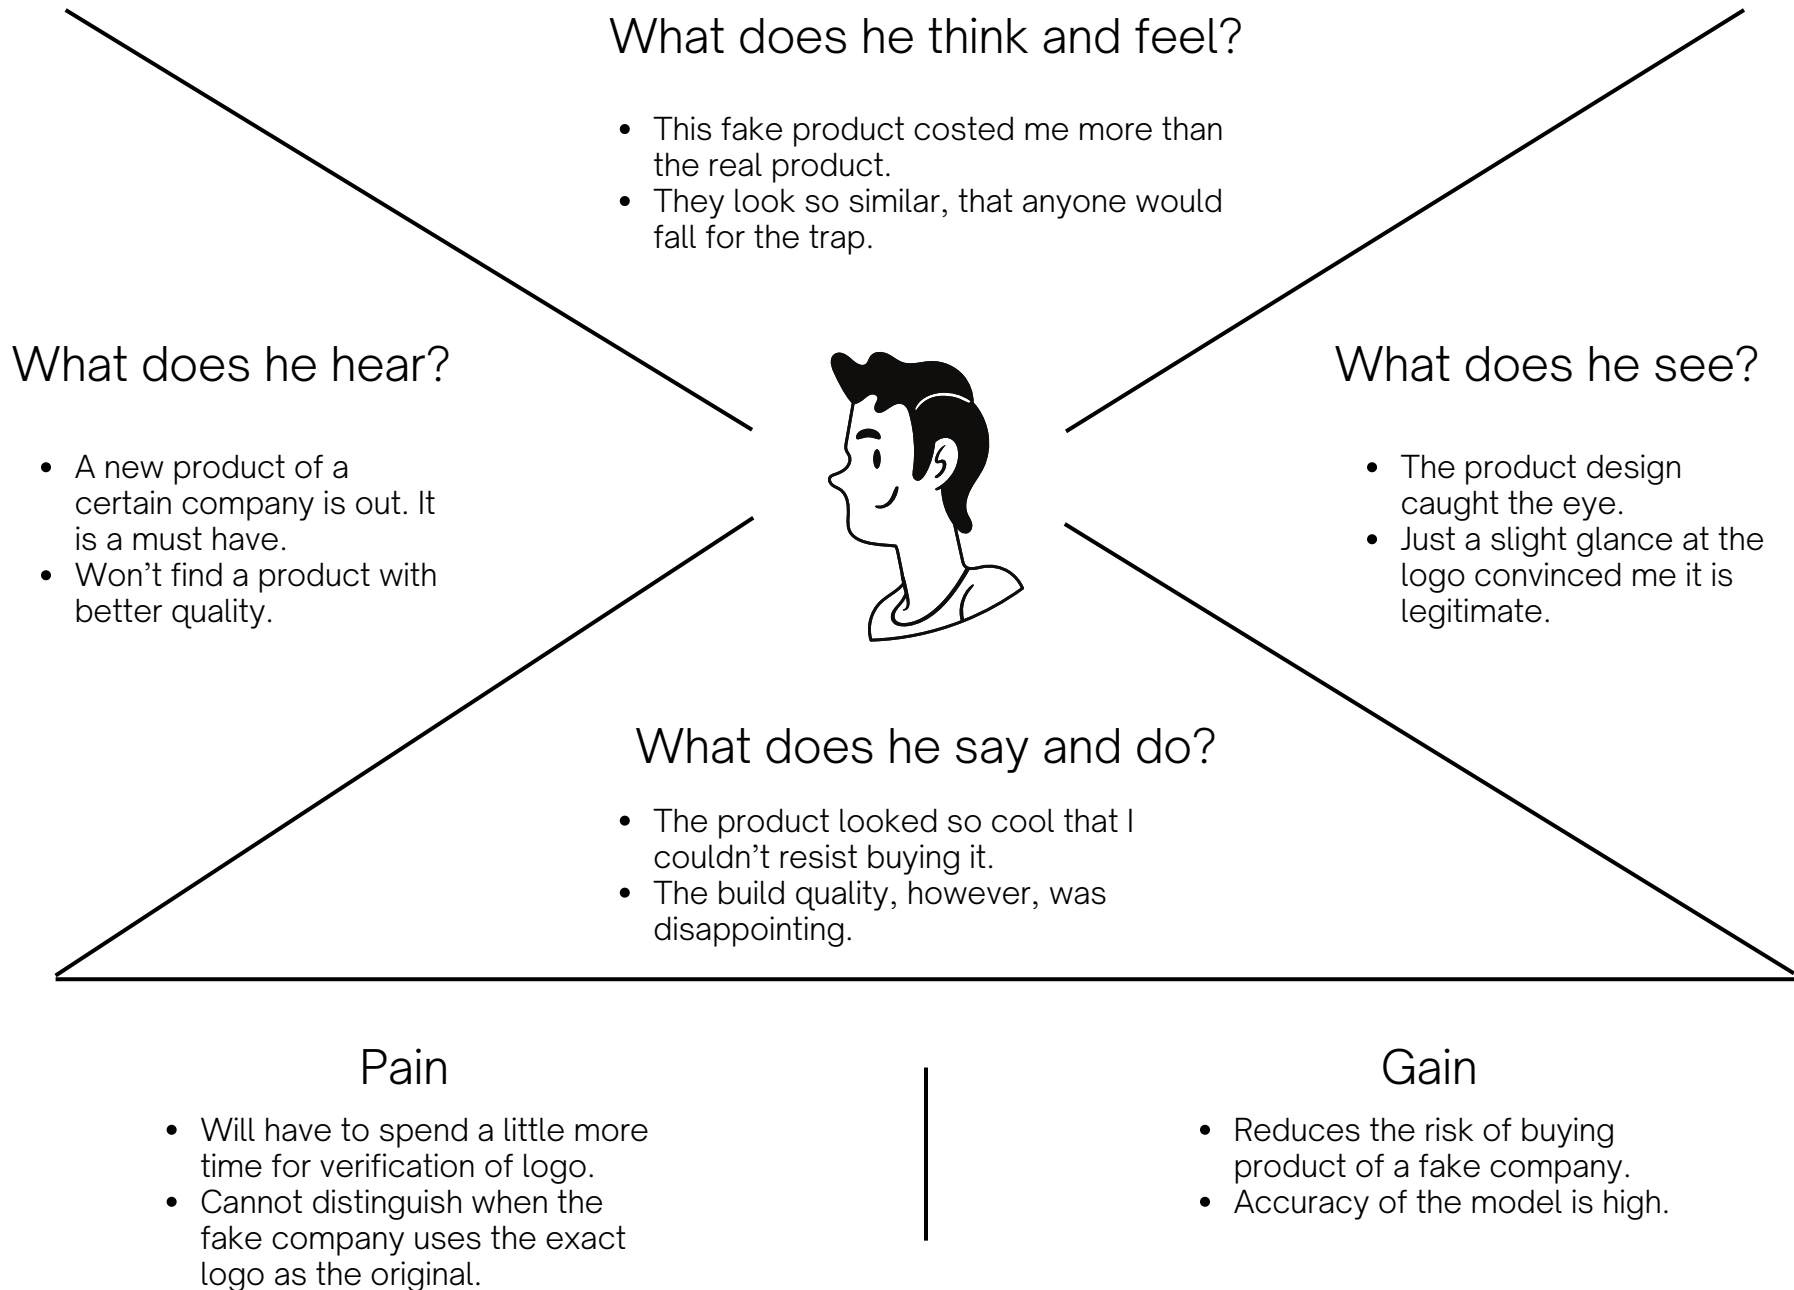 What does he think and feel?
• This fake product costed me more than
the real product.
• They look so similar, that anyone would
fall for the trap.
What does he hear?
• A new product of a
certain company is out. It
is a must have.
• Won't find a product with
better quality.
What does he see?
• The product design
caught the eye.
• Just a slight glance at the
logo convinced me it is
legitimate.
What does he say and do?
• The product looked so cool that I
couldn't resist buying it.
• The build quality, however, was
disappointing.
Pain
• Will have to spend a little more
time for verification of logo.
• Cannot distinguish when the
fake company uses the exact
logo as the original.
Gain
• Reduces the risk of buying
product of a fake company.
• Accuracy of the model is high.